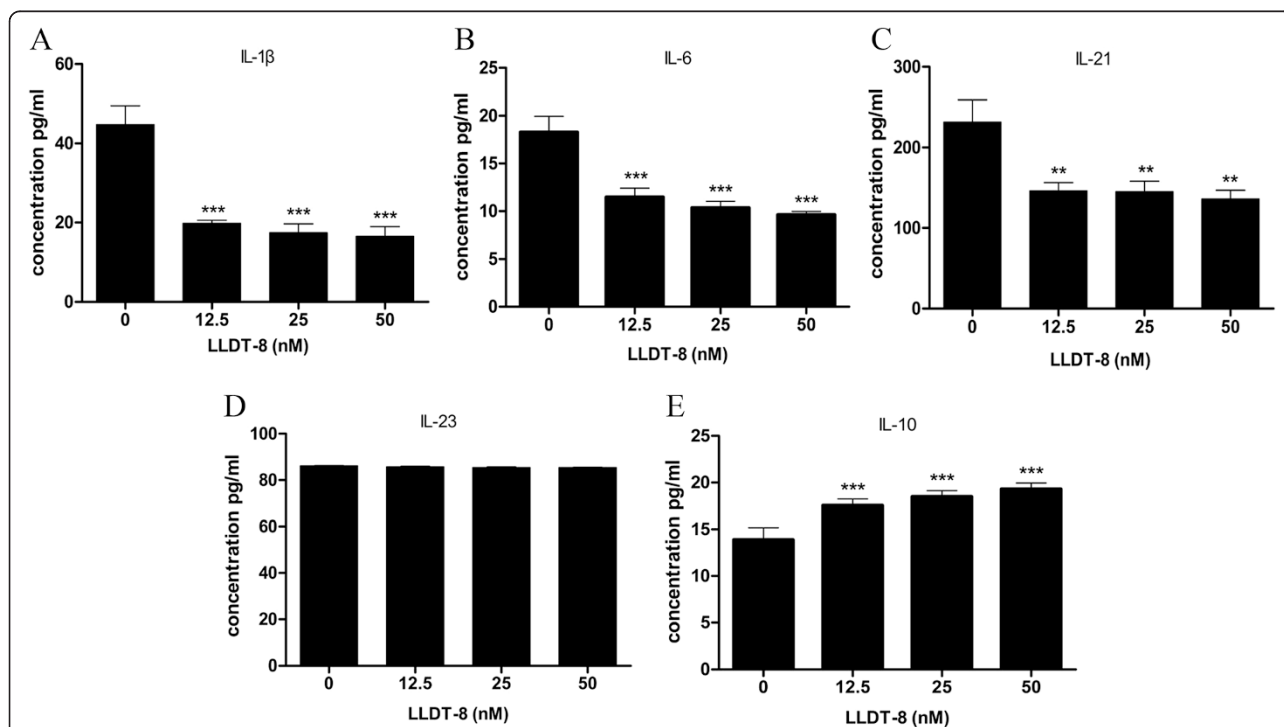 A
IL-1β
concentration pg/ml
60
40
20
0
***
***
***
0 12.5 25 50
LLDT-8 (nM)
B
IL-6
concentration pg/ml
25
20
15
10
5
0
***
***
***
0 12.5 25 50
LLDT-8 (nM)
C
IL-21
concentration pg/ml
300
200
100
0
**
**
**
0 12.5 25 50
LLDT-8 (nM)
D
IL-23
concentration pg/ml
100
80
60
40
20
0
0 12.5 25 50
LLDT-8 (nM)
E
IL-10
concentration pg/ml
25
20
15
10
5
0
***
***
***
0 12.5 25 50
LLDT-8 (nM)